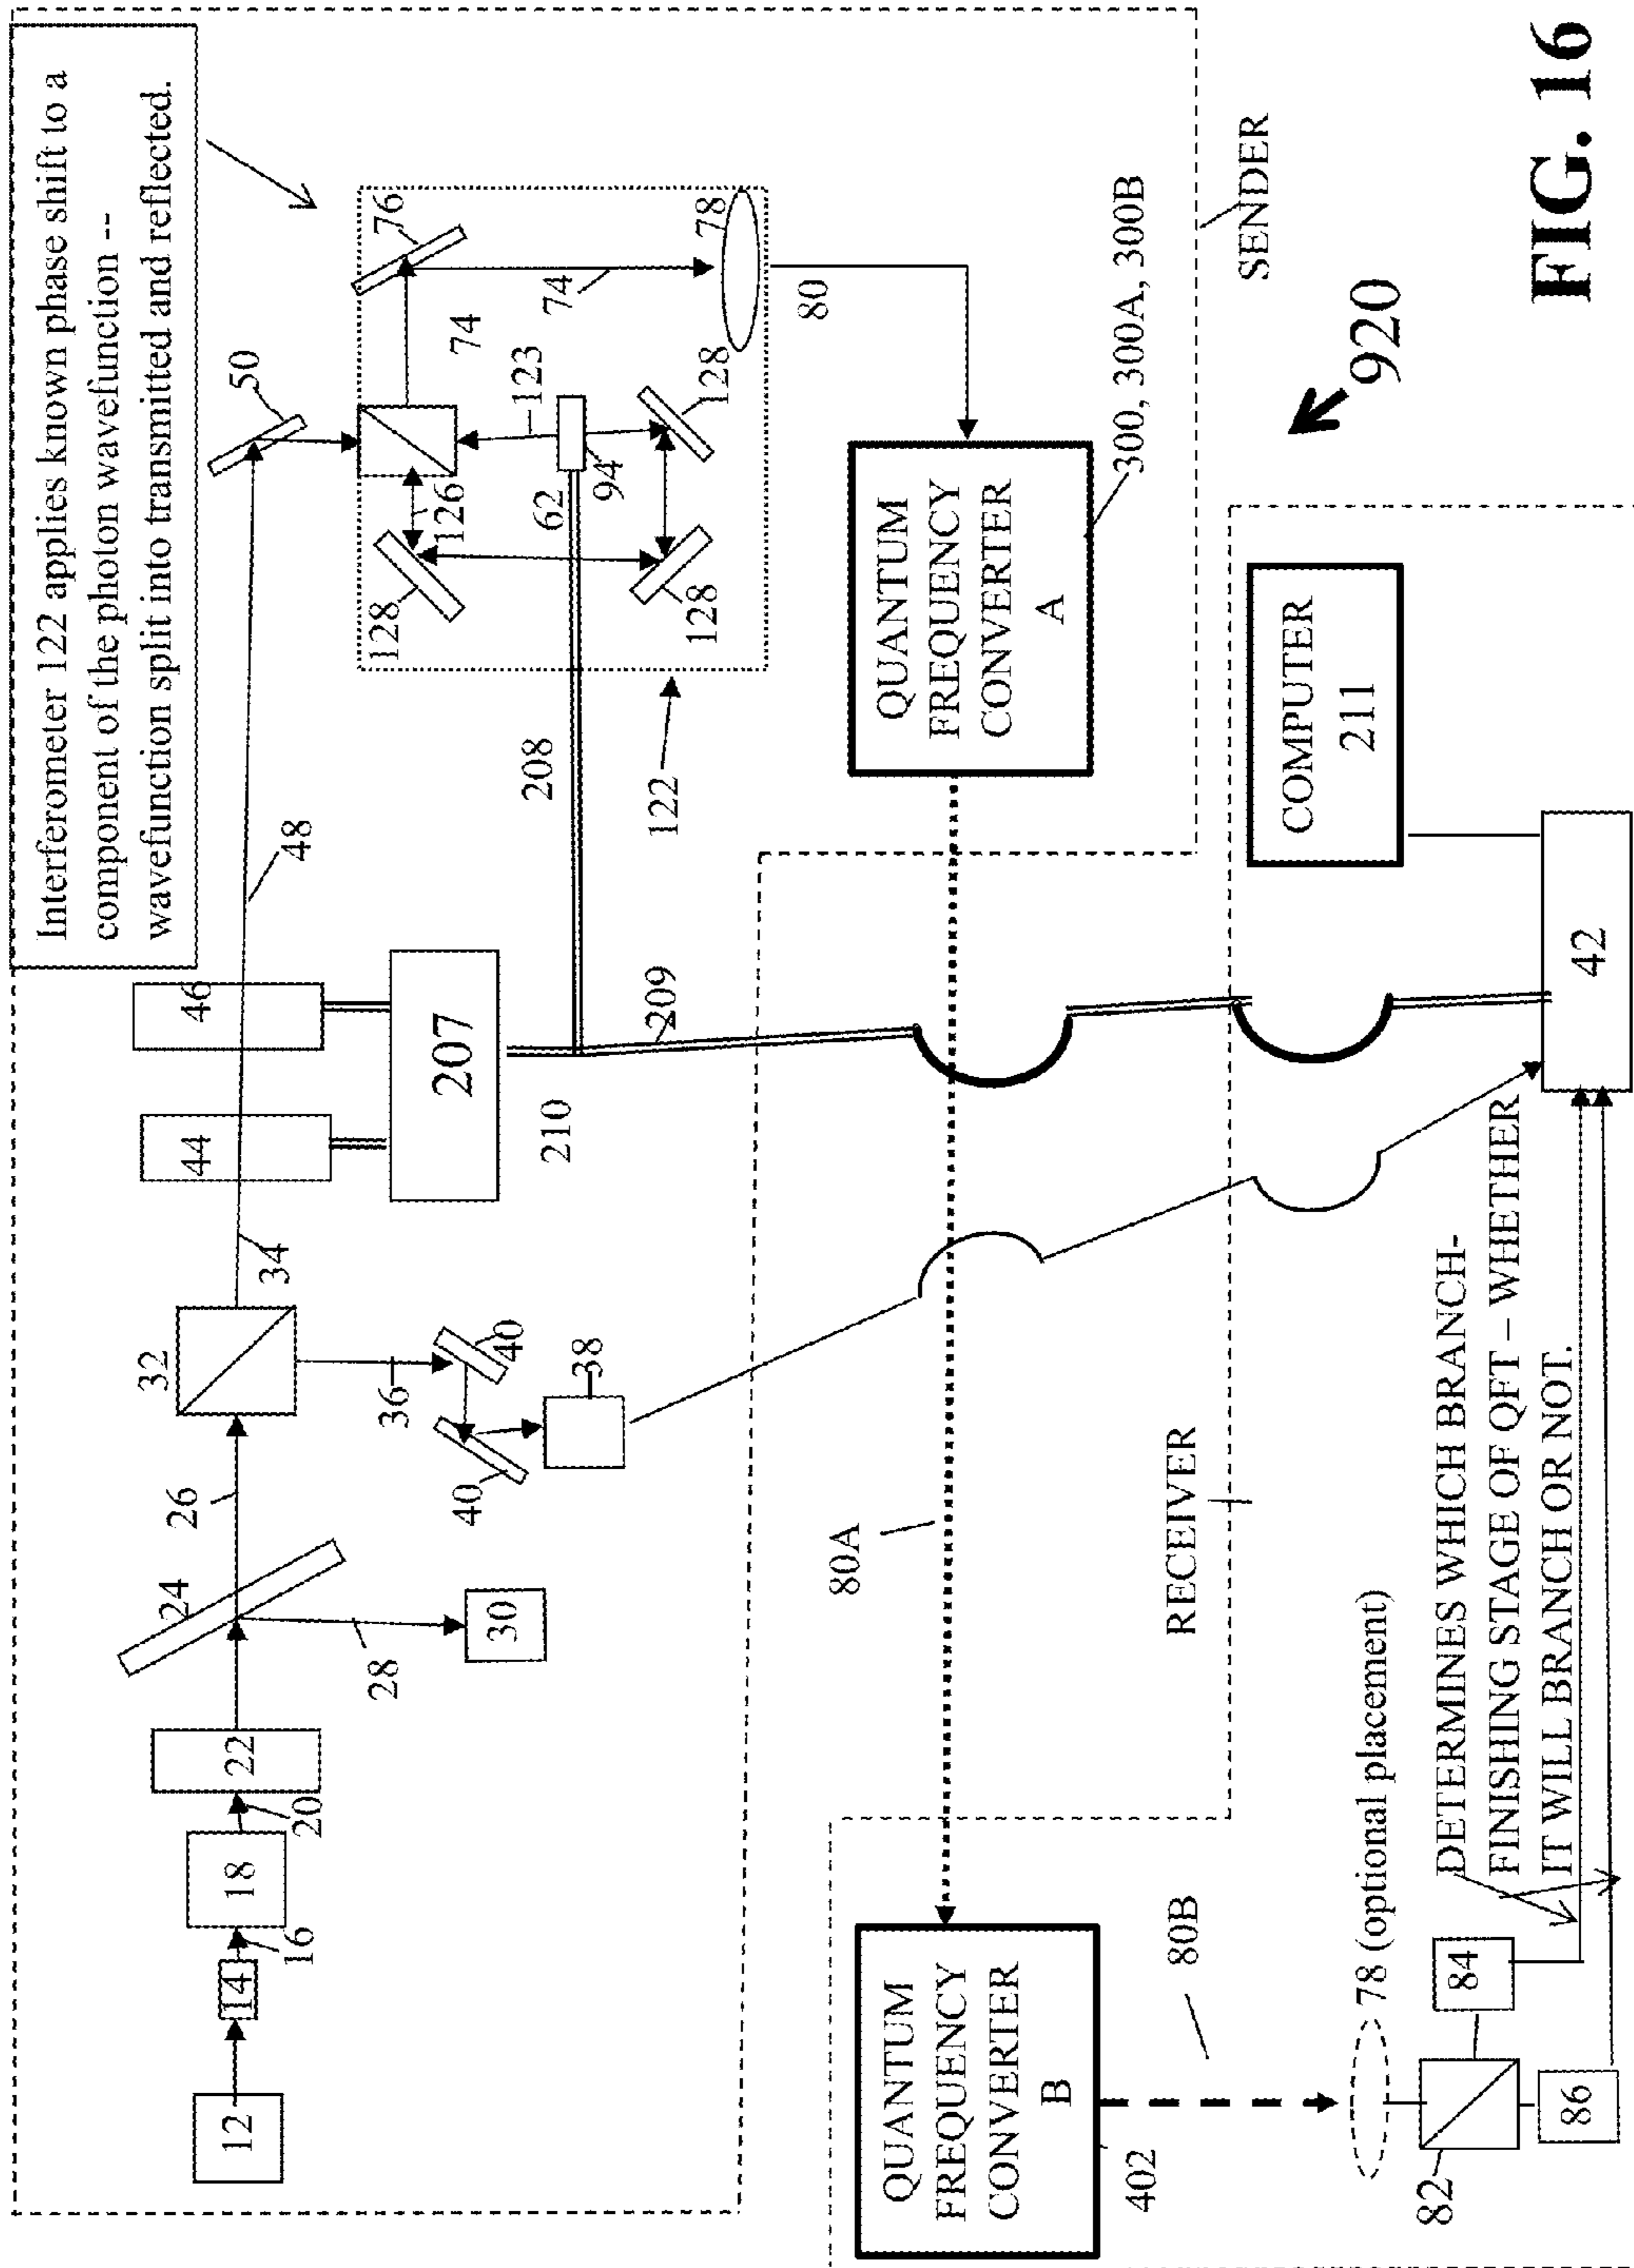 Interferometer 122 applies known phase shift to a
component of the photon wavefunction --
wavefunction split into transmitted and reflected.
12
14
16
18
20
22
24
26
28
30
32
34
36
40
40
38
44
46
48
50
207
210
209
208
122
128
126
62
94
123
128
128
74
76
74
78
80
QUANTUM
FREQUENCY
CONVERTER
A
300, 300A, 300B
SENDER
80A
RECEIVER
QUANTUM
FREQUENCY
CONVERTER
B
402
80B
78 (optional placement)
82
84
86
DETERMINES WHICH BRANCH-
FINISHING STAGE OF QFT – WHETHER
IT WILL BRANCH OR NOT.
42
COMPUTER
211
920
FIG. 16